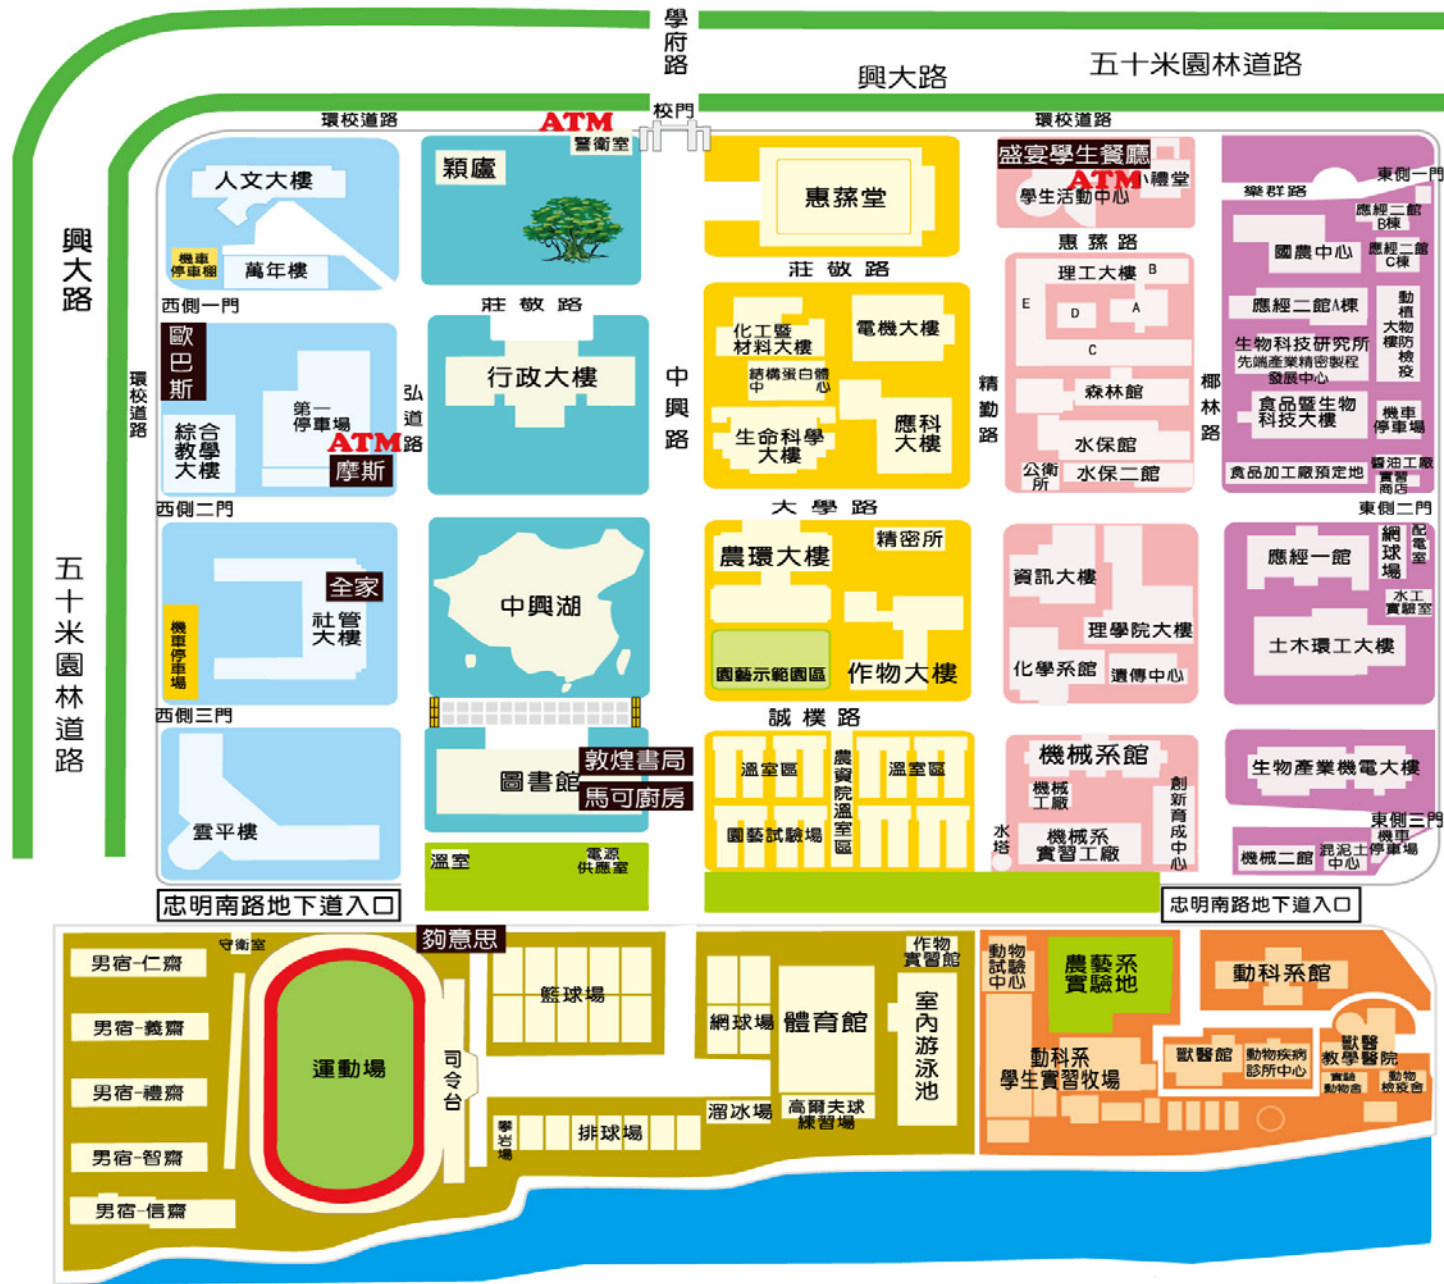 學府路
五十米園林道路
興大路
校門
環校道路
ATM
環校道路
警衛室
人文大樓
穎廬
惠蓀堂
盛宴學生餐廳
ATM
小禮堂
學生活動中心
東側一門
樂群路
應經二館
B棟
機車
停車棚
萬年樓
興大路
惠蓀路
國農中心
應經二館
C棟
西側一門
莊敬路
莊敬路
理工大樓
A
B
C
D
E
應經二館A棟
動植物防檢疫大樓
歐巴斯
環校道路
第一
停車場
ATM
摩斯
綜合
教學
大樓
弘道路
行政大樓
中興路
化工暨
材料大樓
電機大樓
結構蛋白體
中心
生命科學
大樓
應科
大樓
精勤路
森林館
水保館
公衛所
水保二館
椰林路
生物科技研究所
先端產業精密製程
發展中心
食品暨生物
科技大樓
機車
停車場
食品加工廠預定地
醬油工廠
實習
商店
西側二門
大學路
東側二門
五十米園林道路
全家
社管
大樓
機車停車場
中興湖
農環大樓
精密所
園藝示範園區
作物大樓
資訊大樓
理學院大樓
化學系館
遺傳中心
應經一館
網球場
配電室
水工
實驗室
土木環工大樓
西側三門
誠樸路
雲平樓
圖書館
敦煌書局
馬可廚房
溫室區
農資院溫室區
溫室區
園藝試驗場
機械系館
機械
工廠
創新育成中心
水塔
機械系
實習工廠
生物產業機電大樓
東側三門
機車
停車場
機械二館
混泥土
中心
溫室
電源
供應室
忠明南路地下道入口
忠明南路地下道入口
守衛室
夠意思
男宿-仁齋
男宿-義齋
男宿-禮齋
男宿-智齋
男宿-信齋
運動場
司令台
籃球場
攀岩場
排球場
網球場
溜冰場
體育館
高爾夫球
練習場
作物
實習館
室內游泳池
動物
試驗
中心
農藝系
實驗地
動科系
學生實習牧場
動科系館
獸醫館
動物疾病
診所中心
獸醫
教學醫院
實驗
動物舍
動物
檢疫舍